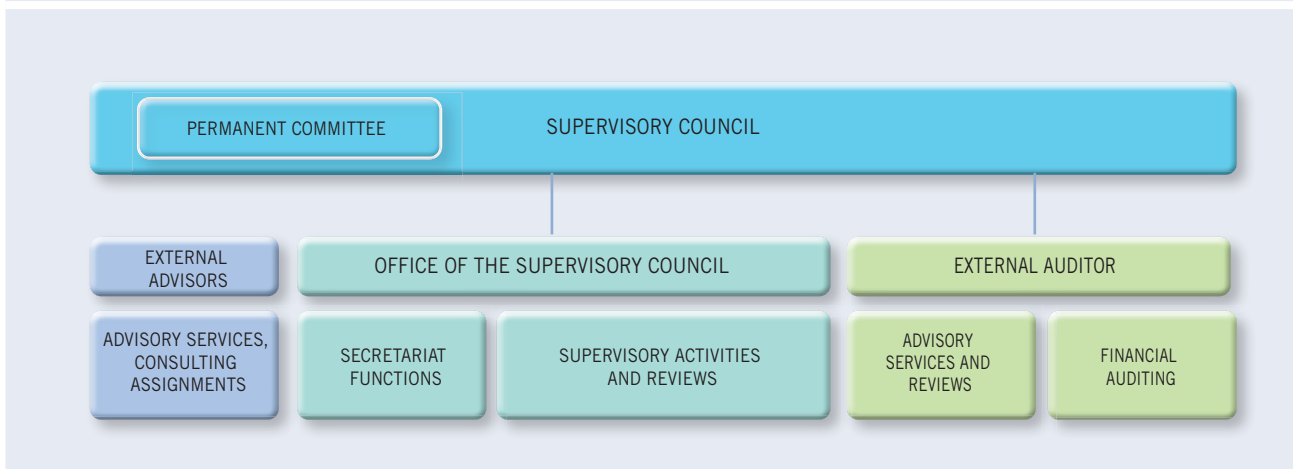 PERMANENT COMMITTEE
SUPERVISORY COUNCIL
EXTERNAL
ADVISORS
OFFICE OF THE SUPERVISORY COUNCIL
EXTERNAL AUDITOR
ADVISORY SERVICES,
CONSULTING
ASSIGNMENTS
SECRETARIAT
FUNCTIONS
SUPERVISORY ACTIVITIES
AND REVIEWS
ADVISORY
SERVICES AND
REVIEWS
FINANCIAL
AUDITING